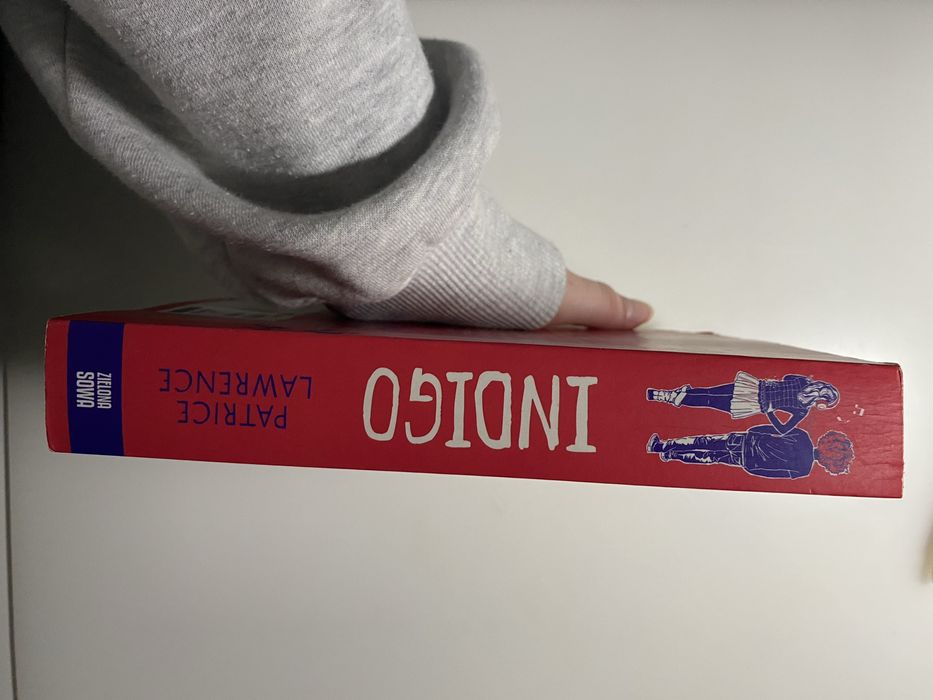 INDIGO
PATRICE
LAWRENCE
ZIELONA
SOWA